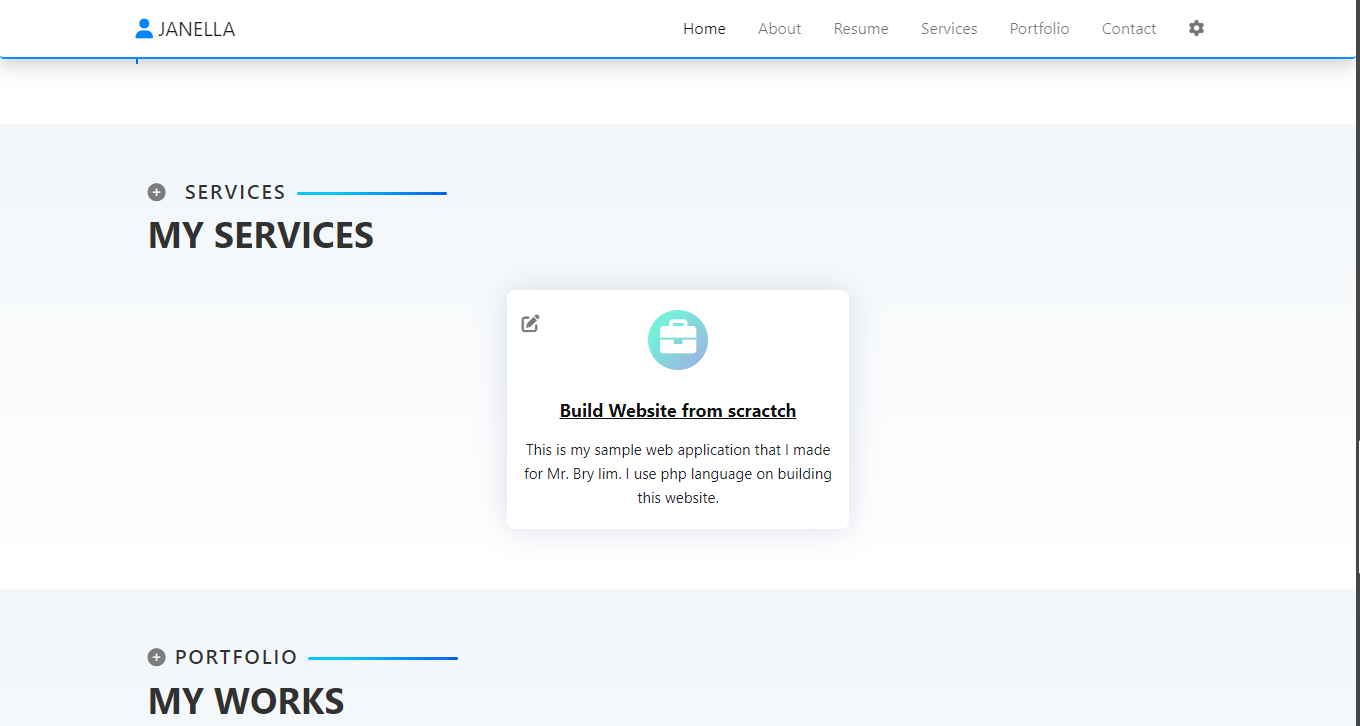 JANELLA
Home About Resume Services Portfolio Contact
SERVICES
MY SERVICES
Build Website from scractch
This is my sample web application that I made
for Mr. Bry lim. I use php language on building
this website.
PORTFOLIO
MY WORKS